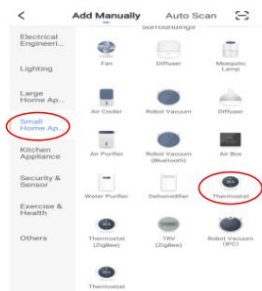 Add Manually Auto Scan
Electrical
Engineeri...
Lighting
Large
Home Ap...
Small
Home Ap...
Kitchen
Appliance
Security &
Sensor
Exercise &
Health
Others
Surroundings
Fan Diffuser Mosquito
Lamp
Air Cooler Robot Vacuum Diffuser
Air Purifier Robot Vacuum
(Bluetooth) Air Box
Water Purifier Dehumidifier Thermostat
Thermostat
(ZigBee) TRV
(ZigBee) Robot Vacuum
(IPC)
Thermostat